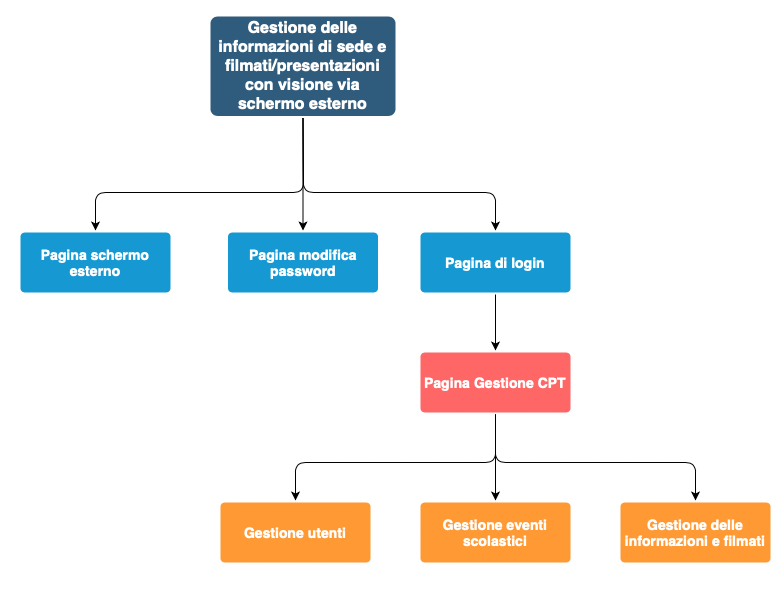 Gestione delle
informazioni di sede e
filmati/presentazioni
con visione via
schermo esterno
Pagina schermo
esterno
Pagina modifica
password
Pagina di login
Pagina Gestione CPT
Gestione utenti
Gestione eventi
scolastici
Gestione delle
informazioni e filmati